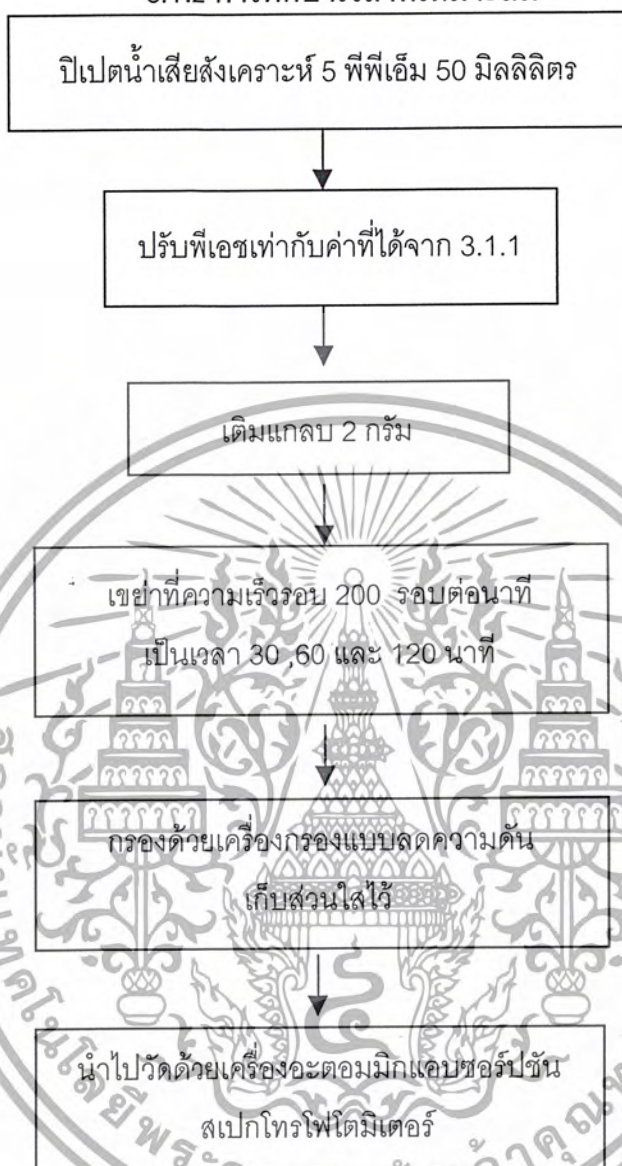 3.1.2
ปิเปตน้ำเสียสังเคราะห์ 5 พีพีเอ็ม 50 มิลลิลิตร
ปรับพีเอชเท่ากับค่าที่ได้จาก 3.1.1
เติมแกลบ 2 กรัม
เขย่าที่ความเร็วรอบ 200 รอบต่อนาที
เป็นเวลา 30 ,60 และ 120 นาที
กรองด้วยเครื่องกรองแบบลดความดัน
เก็บส่วนใสไว้
นำไปวัดด้วยเครื่องอะตอมมิกแอบซอร์ปชัน
สเปกโทรโฟโตมิเตอร์